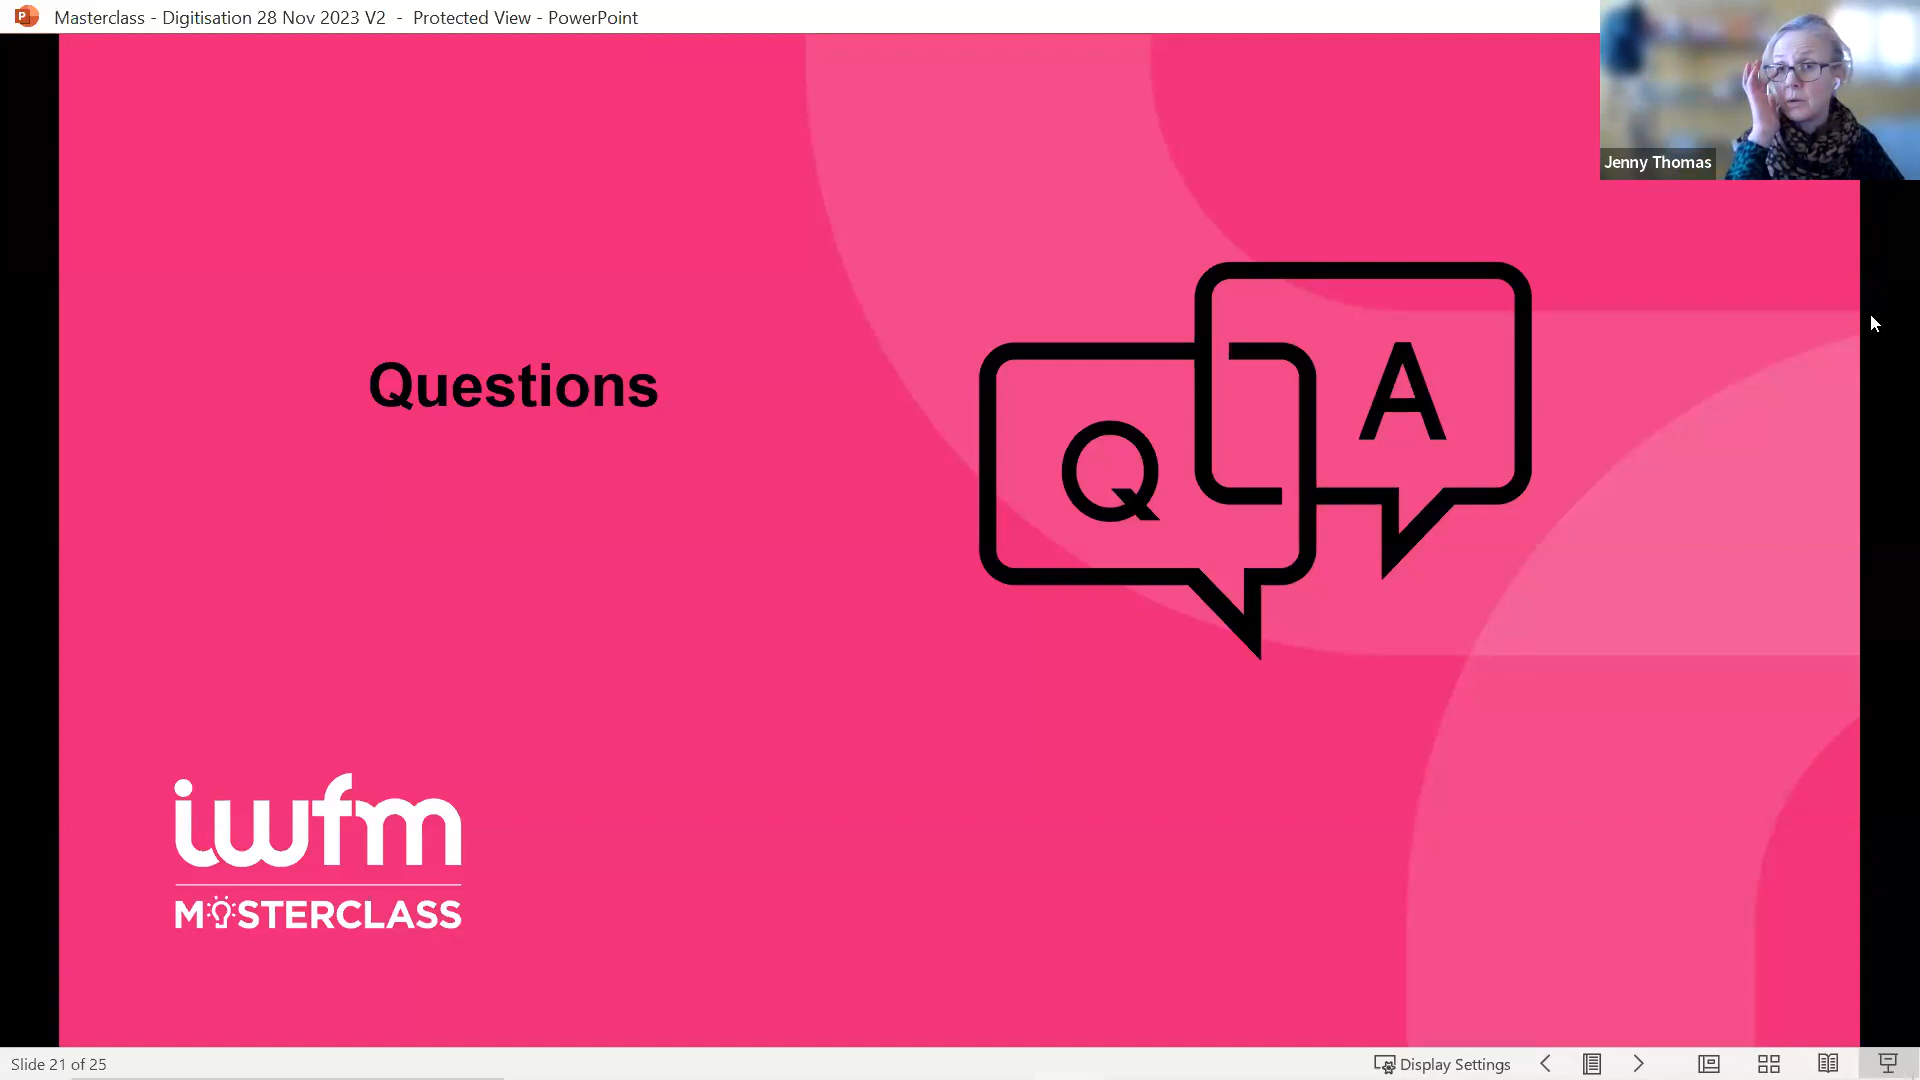 Masterclass - Digitisation 28 Nov 2023 V2 - Protected View - PowerPoint
Jenny Thomas
Questions
Q
A
iwfm
MASTERCLASS
Slide 21 of 25
Display Settings